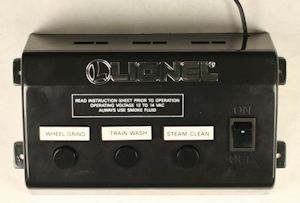 LIONEL
READ INSTRUCTION SHEET PRIOR TO OPERATION
OPERATING VOLTAGE 12 TO 14 VAC
ALWAYS USE SMOKE FLUID
ON
WHEEL GRIND TRAIN WASH STEAM CLEAN
OFF